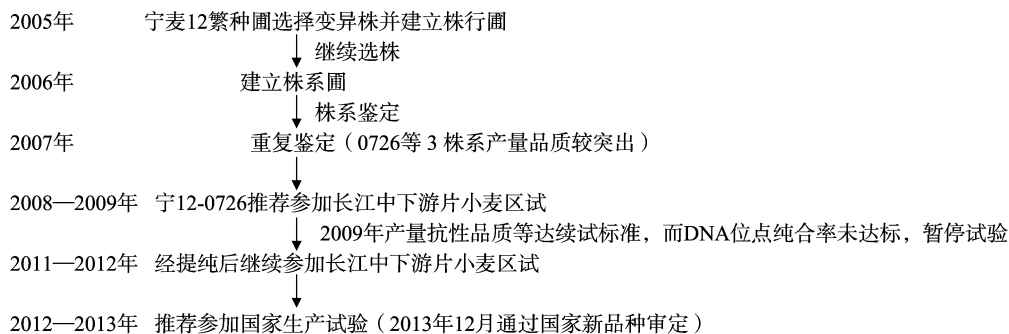 2005年 宁麦12繁种圃选择变异株并建立株行圃
继续选株
2006年 建立株系圃
株系鉴定
2007年 重复鉴定（0726等 3 株系产量品质较突出）
2008—2009年 宁12-0726推荐参加长江中下游片小麦区试
2009年产量抗性品质等达续试标准，而DNA位点纯合率未达标，暂停试验
2011—2012年 经提纯后继续参加长江中下游片小麦区试
2012—2013年 推荐参加国家生产试验（2013年12月通过国家新品种审定）